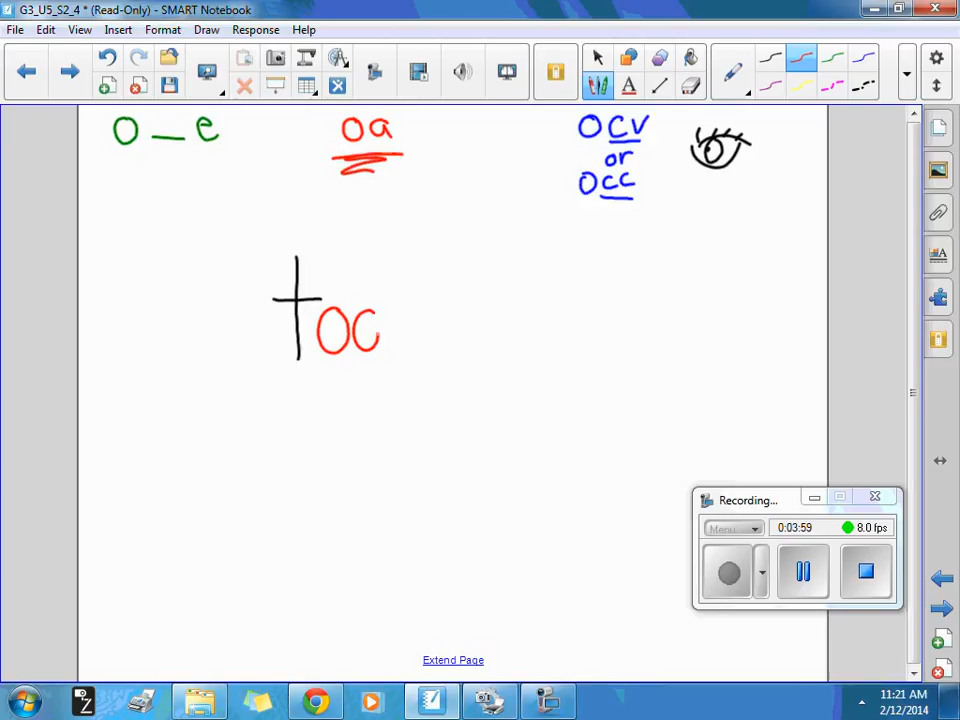 G3_U5_S2_4 * (Read-Only) - SMART Notebook
File Edit View Insert Format Draw Response Help
o_e
oa
ocv
or
occ
toc
Recording...
Menu
0:03:59
8.0 fps
Extend Page
11:21 AM
2/12/2014